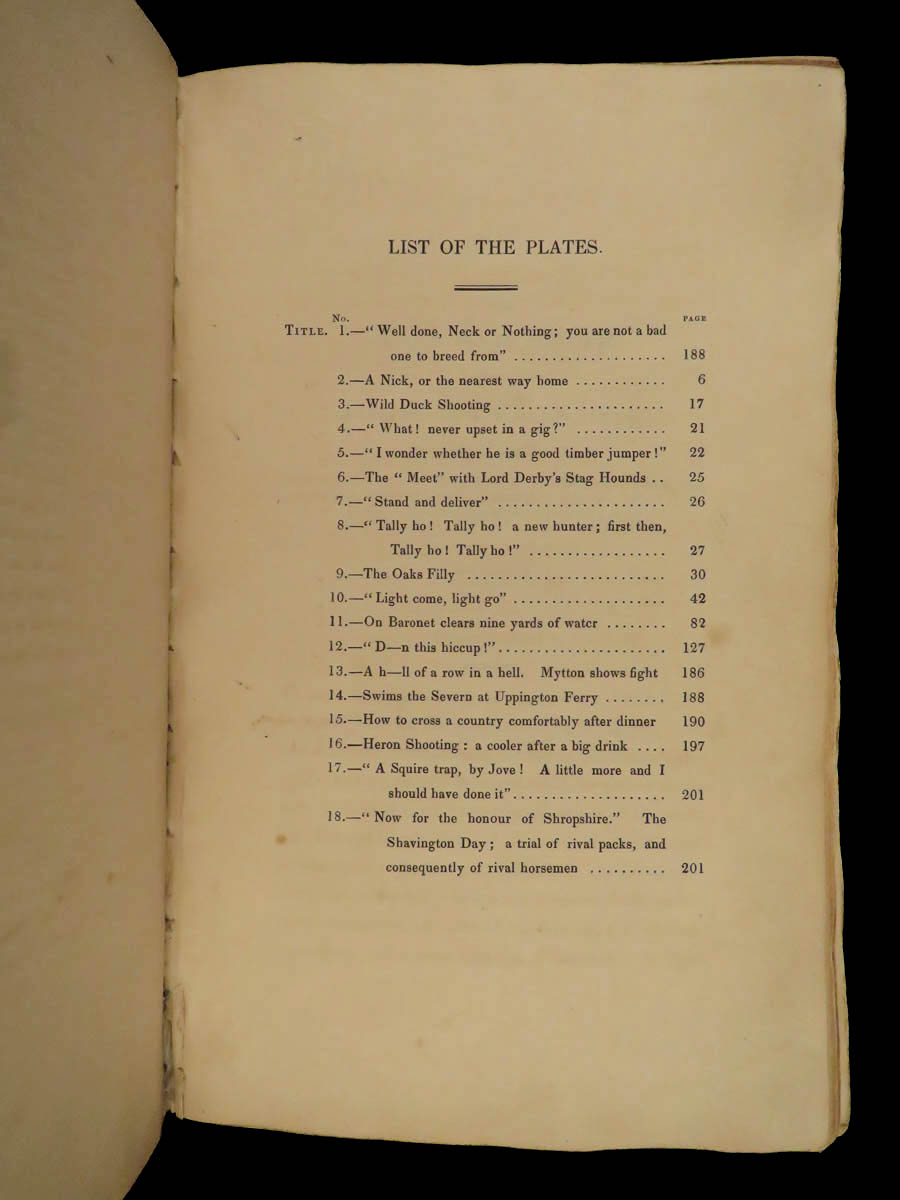 LIST OF THE PLATES.
No. PAGE
TITLE. 1.—“ Well done, Neck or Nothing; you are not a bad
one to breed from” .................... 188
2.—A Nick, or the nearest way home ............ 6
3.—Wild Duck Shooting ...................... 17
4.—“ What! never upset in a gig?” ............ 21
5.—“ I wonder whether he is a good timber jumper!” 22
6.—The “ Meet” with Lord Derby's Stag Hounds .. 25
7.—“ Stand and deliver” ...................... 26
8.—“ Tally ho! Tally ho! a new hunter; first then,
Tally ho! Tally ho!” .................. 27
9.—The Oaks Filly .......................... 30
10.—“ Light come, light go” .................... 42
11.—On Baronet clears nine yards of water ........ 82
12.—“ D—n this hiccup!”...................... 127
13.—A h—ll of a row in a hell. Mytton shows fight 186
14.—Swims the Severn at Uppington Ferry ........ 188
15.—How to cross a country comfortably after dinner 190
16.—Heron Shooting: a cooler after a big drink .... 197
17.—“ A Squire trap, by Jove! A little more and I
should have done it”.................... 201
18.—“ Now for the honour of Shropshire.” The
Shavington Day; a trial of rival packs, and
consequently of rival horsemen .......... 201